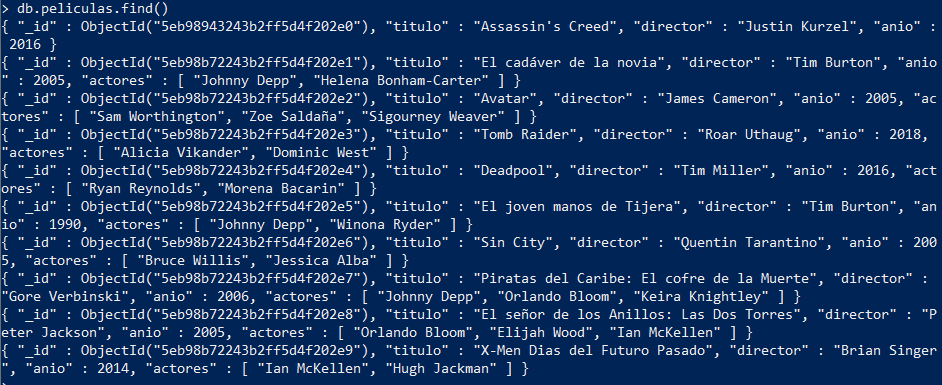 > db.peliculas.find()
{ "_id" : ObjectId("5eb98943243b2ff5d4f202e0"), "titulo" : "Assassin's Creed", "director" : "Justin Kurzel", "anio" :
 2016 }
{ "_id" : ObjectId("5eb98b72243b2ff5d4f202e1"), "titulo" : "El cadáver de la novia", "director" : "Tim Burton", "anio
" : 2005, "actores" : [ "Johnny Depp", "Helena Bonham-Carter" ] }
{ "_id" : ObjectId("5eb98b72243b2ff5d4f202e2"), "titulo" : "Avatar", "director" : "James Cameron", "anio" : 2005, "ac
tores" : [ "Sam Worthington", "Zoe Saldaña", "Sigourney Weaver" ] }
{ "_id" : ObjectId("5eb98b72243b2ff5d4f202e3"), "titulo" : "Tomb Raider", "director" : "Roar Uthaug", "anio" : 2018,
"actores" : [ "Alicia Vikander", "Dominic West" ] }
{ "_id" : ObjectId("5eb98b72243b2ff5d4f202e4"), "titulo" : "Deadpool", "director" : "Tim Miller", "anio" : 2016, "act
ores" : [ "Ryan Reynolds", "Morena Bacarin" ] }
{ "_id" : ObjectId("5eb98b72243b2ff5d4f202e5"), "titulo" : "El joven manos de Tijera", "director" : "Tim Burton", "an
io" : 1990, "actores" : [ "Johnny Depp", "Winona Ryder" ] }
{ "_id" : ObjectId("5eb98b72243b2ff5d4f202e6"), "titulo" : "Sin City", "director" : "Quentin Tarantino", "anio" : 200
5, "actores" : [ "Bruce Willis", "Jessica Alba" ] }
{ "_id" : ObjectId("5eb98b72243b2ff5d4f202e7"), "titulo" : "Piratas del Caribe: El cofre de la Muerte", "director" :
"Gore Verbinski", "anio" : 2006, "actores" : [ "Johnny Depp", "Orlando Bloom", "Keira Knightley" ] }
{ "_id" : ObjectId("5eb98b72243b2ff5d4f202e8"), "titulo" : "El señor de los Anillos: Las Dos Torres", "director" : "P
eter Jackson", "anio" : 2005, "actores" : [ "Orlando Bloom", "Elijah Wood", "Ian McKellen" ] }
{ "_id" : ObjectId("5eb98b72243b2ff5d4f202e9"), "titulo" : "X-Men Dias del Futuro Pasado", "director" : "Brian Singer
", "anio" : 2014, "actores" : [ "Ian McKellen", "Hugh Jackman" ] }